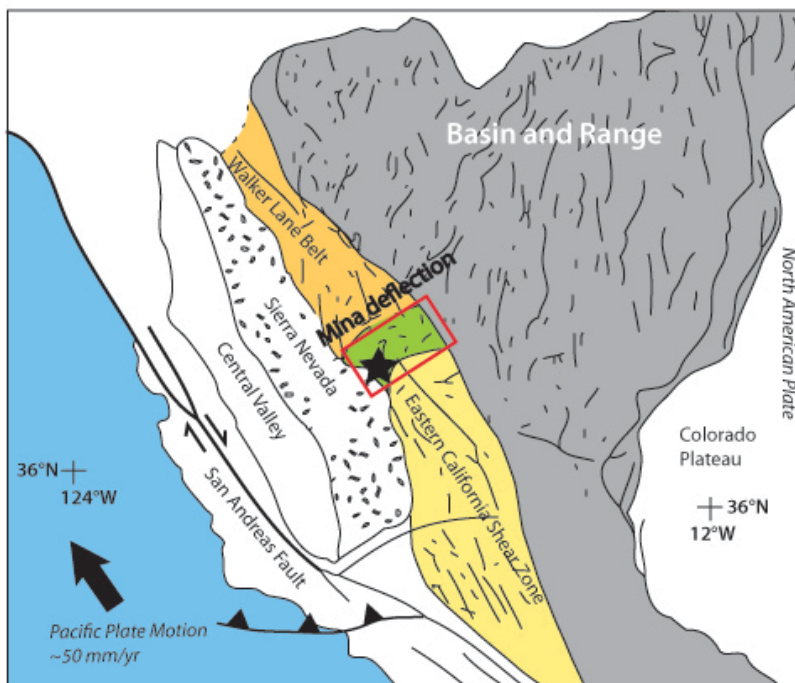 Basin and Range
Walker Lane Belt
Mina deflection
Sierra Nevada
Central Valley
North American Plate
Eastern California Shear Zone
Colorado
Plateau
36°N
124°W
San Andreas Fault
36°N
12°W
Pacific Plate Motion
~50 mm/yr